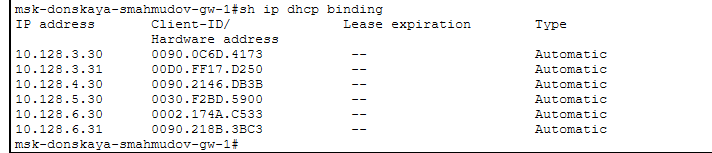 msk-donskaya-smahmudov-gw-1#sh ip dhcp binding
IP address       Client-ID/              Lease expiration        Type
                 Hardware address
10.128.3.30      0090.0C6D.4173           --                     Automatic
10.128.3.31      00D0.FF17.D250           --                     Automatic
10.128.4.30      0090.2146.DB3B           --                     Automatic
10.128.5.30      0030.F2BD.5900           --                     Automatic
10.128.6.30      0002.174A.C533           --                     Automatic
10.128.6.31      0090.218B.3BC3           --                     Automatic
msk-donskaya-smahmudov-gw-1#